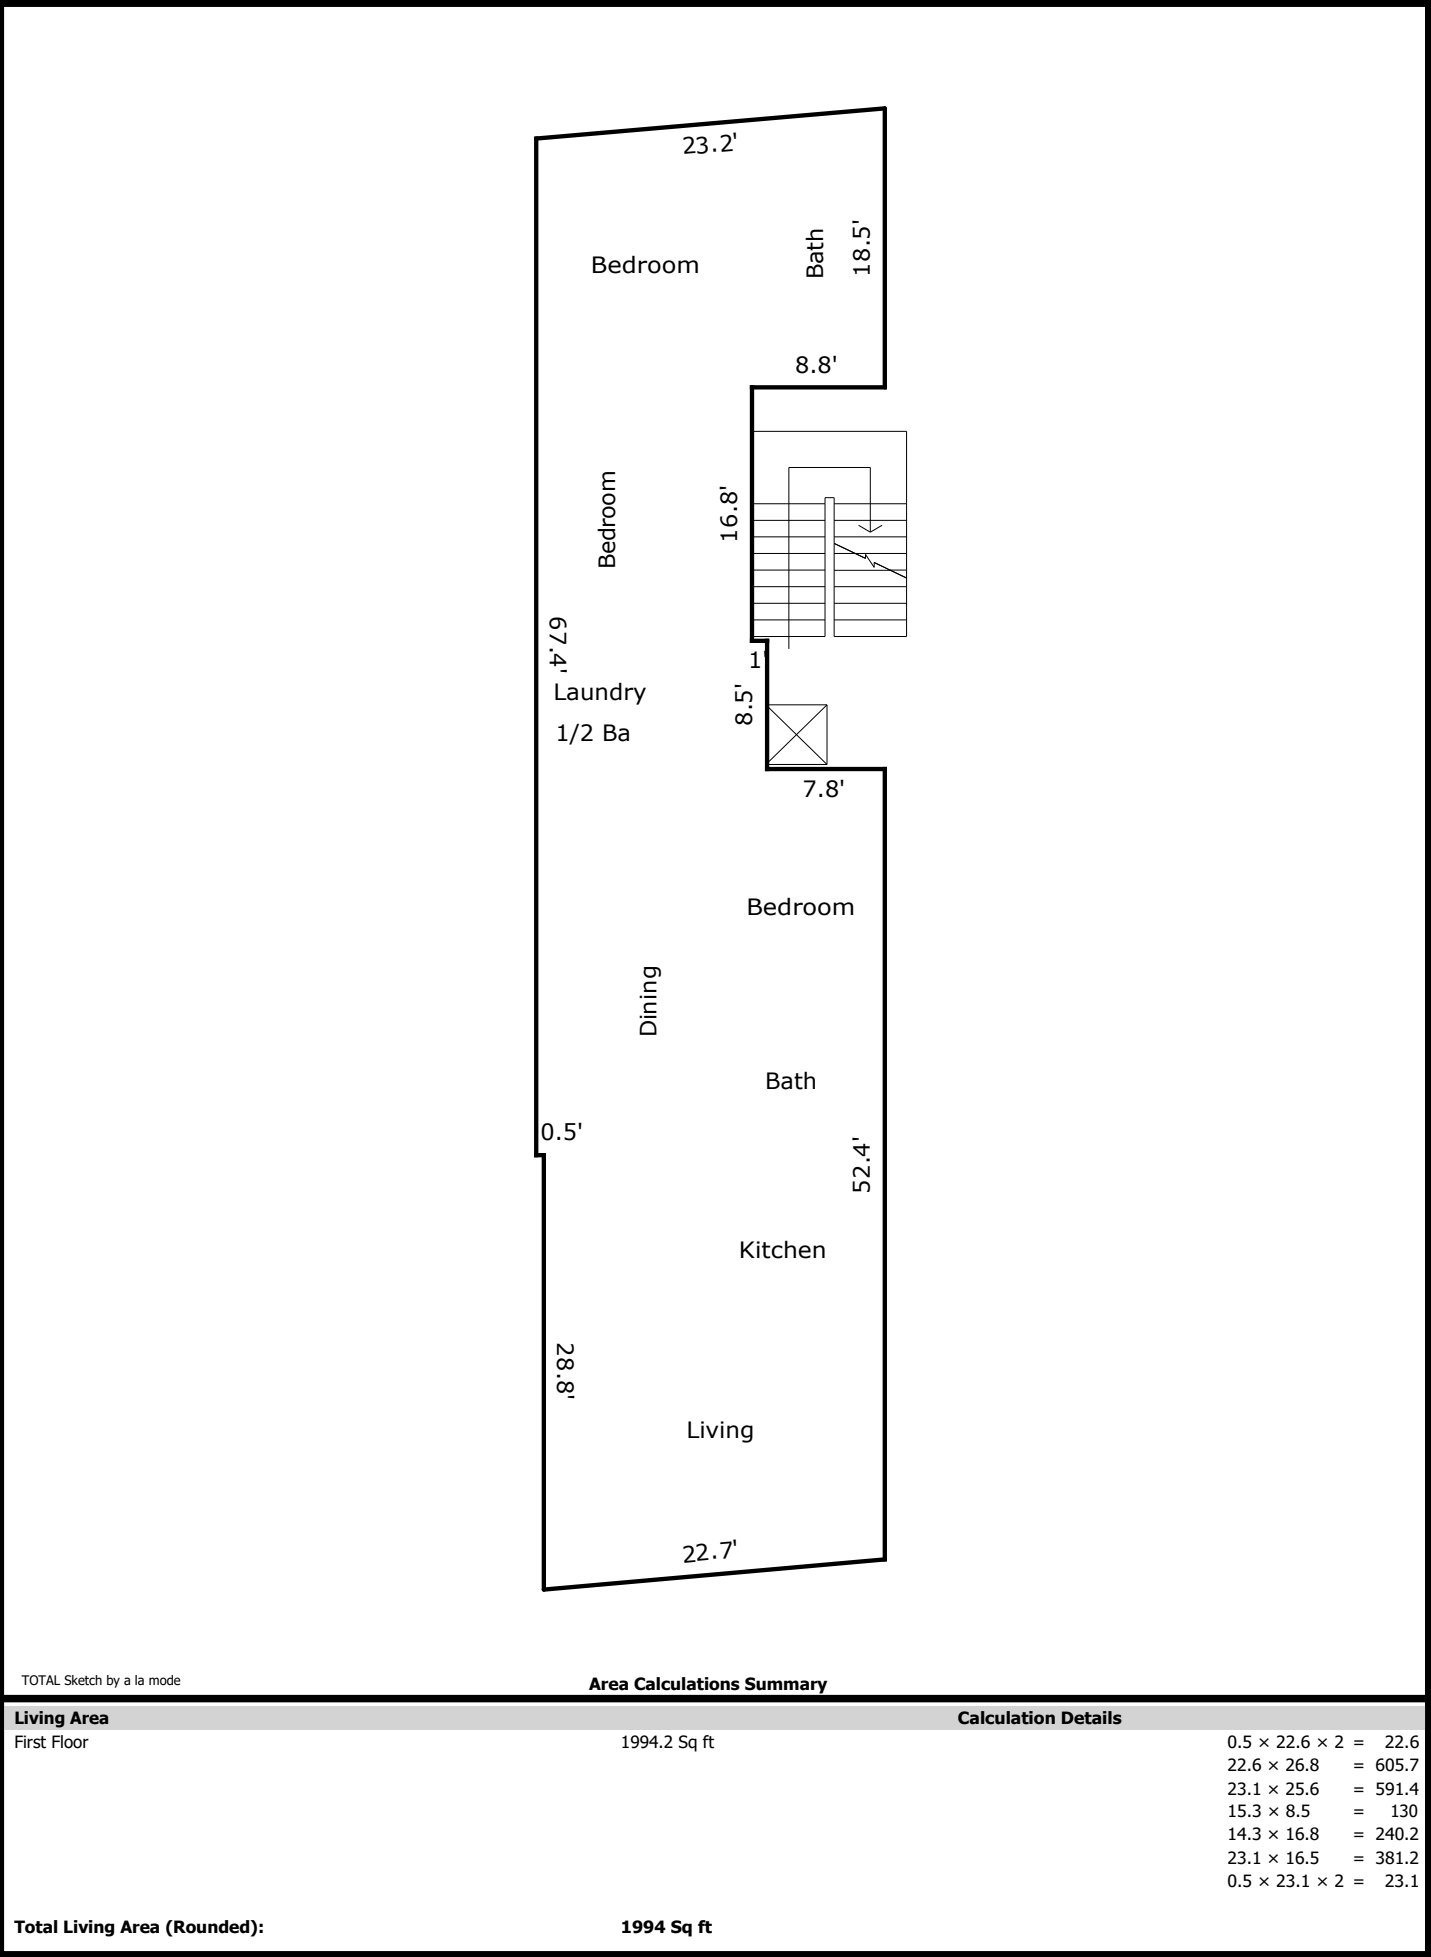 23.2'
Bedroom
Bath
18.5'
8.8'
Bedroom
16.8'
67.4'
1'
Laundry
8.5'
1/2 Ba
7.8'
Bedroom
Dining
Bath
0.5'
52.4'
Kitchen
28.8'
Living
22.7'
TOTAL Sketch by a la mode
Area Calculations Summary
Living Area Calculation Details
First Floor 1994.2 Sq ft 0.5 × 22.6 × 2 = 22.6
22.6 × 26.8 = 605.7
23.1 × 25.6 = 591.4
15.3 × 8.5 = 130
14.3 × 16.8 = 240.2
23.1 × 16.5 = 381.2
0.5 × 23.1 × 2 = 23.1
Total Living Area (Rounded): 1994 Sq ft